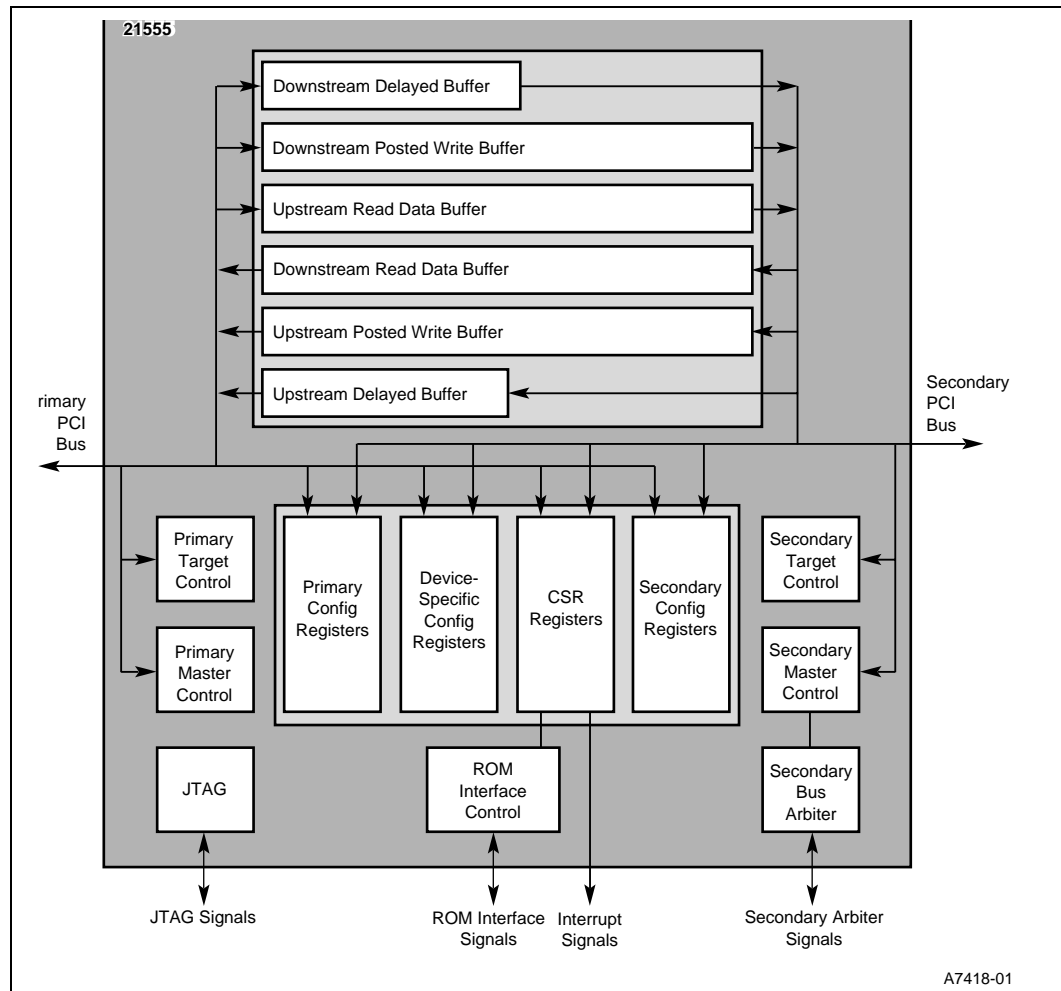 21555
Downstream Delayed Buffer
Downstream Posted Write Buffer
Upstream Read Data Buffer
Downstream Read Data Buffer
Upstream Posted Write Buffer
Upstream Delayed Buffer
rimary
PCI
Bus
Secondary
PCI
Bus
Primary
Target
Control
Primary
Master
Control
Primary
Config
Registers
Device-
Specific
Config
Registers
CSR
Registers
Secondary
Config
Registers
Secondary
Target
Control
Secondary
Master
Control
JTAG
ROM
Interface
Control
Secondary
Bus
Arbiter
JTAG Signals
ROM Interface
Signals
Interrupt
Signals
Secondary Arbiter
Signals
A7418-01